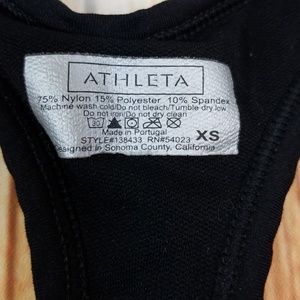 ATHLETA
75% Nylon 15% Polyester 10% Spandex
Machine wash cold/Do not bleach/Tumble dry low
Do not iron/Do not dry clean
30
XS
Made in Portugal
STYLE#138433 RN#54023
Designed in Sonoma County, California